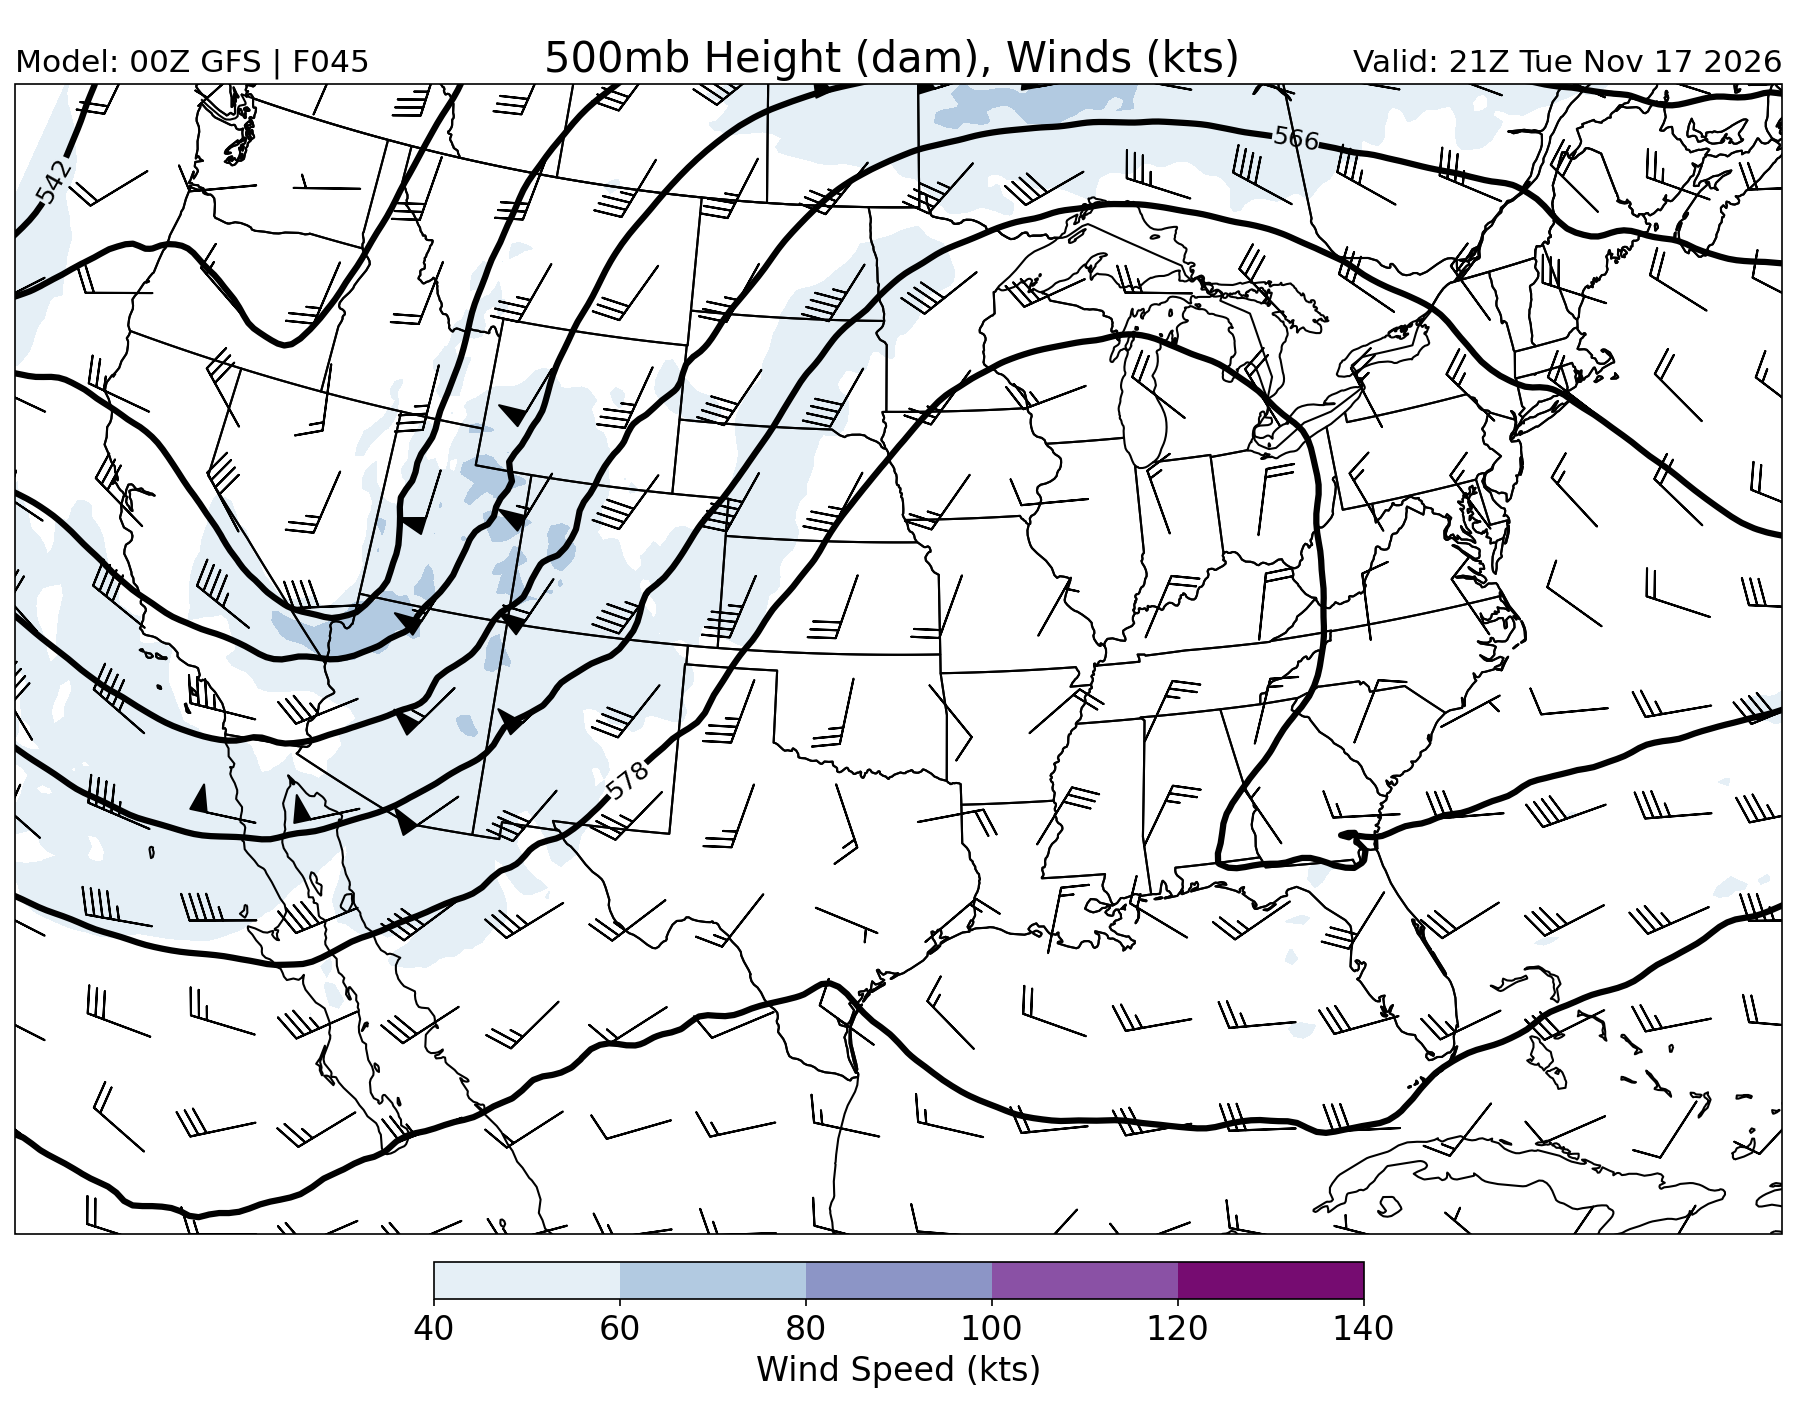 Model: 00Z GFS | F045
500mb Height (dam), Winds (kts)
Valid: 21Z Tue Nov 17 2026
542
566
578
40 60 80 100 120 140
Wind Speed (kts)